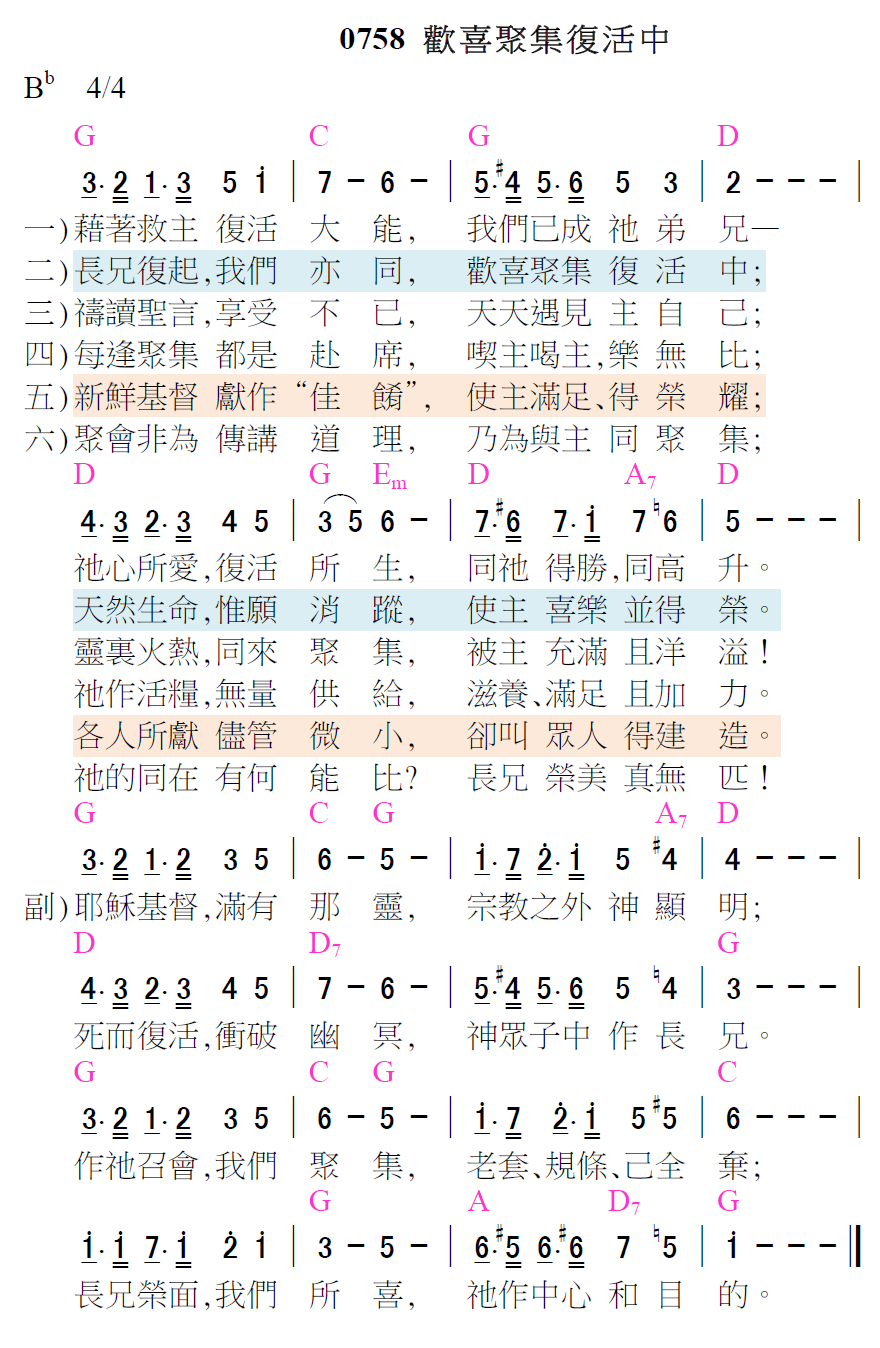 0758 歡喜聚集復活中
Bb 4/4
G C G D
3· 2 1· 3 5 i | 7 – 6 – | 5· #4 5· 6 5 3 | 2 – – – |
一)藉著救主 復活 大 能, 我們已成 祂 弟 兄—
二)長兄復起,我們 亦 同, 歡喜聚集 復 活 中;
三)禱讀聖言,享受 不 已, 天天遇見 主 自 己;
四)每逢聚集 都是 赴 席, 喫主喝主,樂 無 比;
五)新鮮基督 獻作 “佳 餚”, 使主滿足、得 榮 耀;
六)聚會非為 傳講 道 理, 乃為與主 同 聚 集;
D G Em D A7 D
4· 3 2· 3 4 5 | 3 5 6 – | 7· #6 7· i 7 ♮6 | 5 – – – |
祂心所愛,復活 所 生, 同祂 得勝,同高 升。
天然生命,惟願 消 蹤, 使主 喜樂 並得 榮。
靈裏火熱,同來 聚 集, 被主 充滿 且洋 溢!
祂作活糧,無量 供 給, 滋養、滿足 且加 力。
各人所獻 儘管 微 小, 卻叫 眾人 得建 造。
祂的同在 有何 能 比? 長兄 榮美 真無 匹!
G C G A7 D
3· 2 1· 2 3 5 | 6 – 5 – | i· 7 2̇· i 5 #4 | 4 – – – |
副)耶穌基督,滿有 那 靈, 宗教之外 神 顯 明;
D D7 G
4· 3 2· 3 4 5 | 7 – 6 – | 5· #4 5· 6 5 ♮4 | 3 – – – |
死而復活,衝破 幽 冥, 神眾子中 作 長 兄。
G C G C
3· 2 1· 2 3 5 | 6 – 5 – | i· 7 2̇· i 5 #5 | 6 – – – |
作祂召會,我們 聚 集, 老套、規條、己全 棄;
G A D7 G
i· i 7· i 2̇ i | 3 – 5 – | 6· #5 6· #6 7 ♮5 | i – – – ‖
長兄榮面,我們 所 喜, 祂作中心 和 目 的。